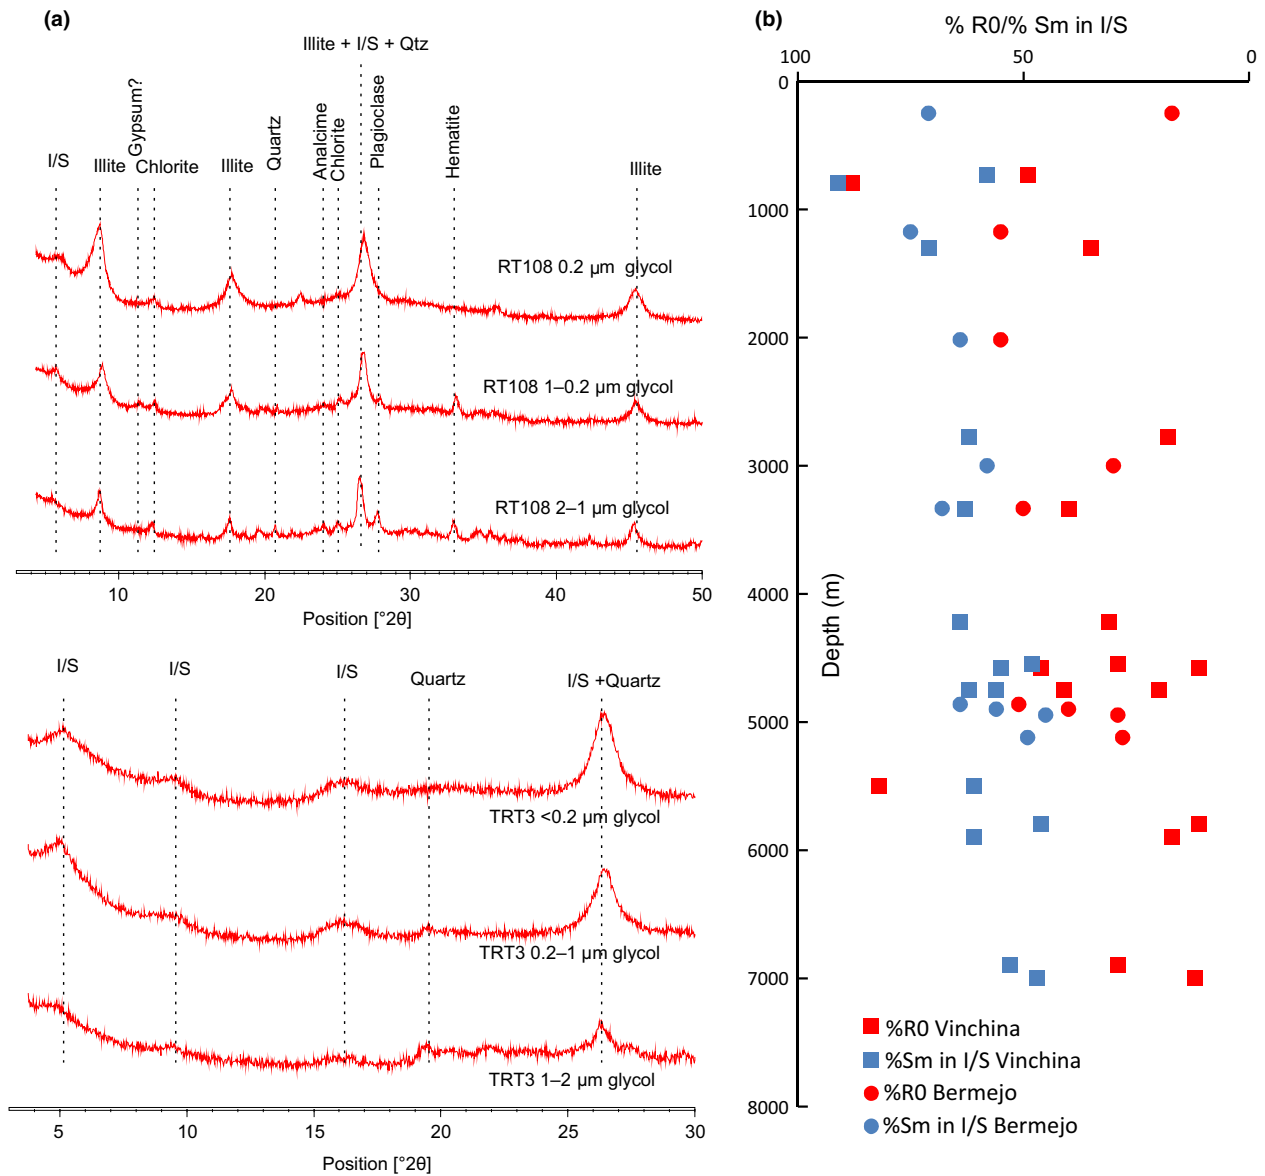 (a)
Illite + I/S + Qtz
I/S
Illite
Gypsum?
Chlorite
Illite
Quartz
Analcime
Chlorite
Plagioclase
Hematite
Illite
RT108 0.2 µm glycol
RT108 1–0.2 µm glycol
RT108 2–1 µm glycol
10 20 30 40 50
Position [°2θ]
I/S
I/S
I/S
Quartz
I/S +Quartz
TRT3 <0.2 µm glycol
TRT3 0.2–1 µm glycol
TRT3 1–2 µm glycol
5 10 15 20 25 30
Position [°2θ]
(b)
% R0/% Sm in I/S
100 50 0
0
1000
2000
3000
4000
5000
6000
7000
8000
Depth (m)
%R0 Vinchina
%Sm in I/S Vinchina
%R0 Bermejo
%Sm in I/S Bermejo